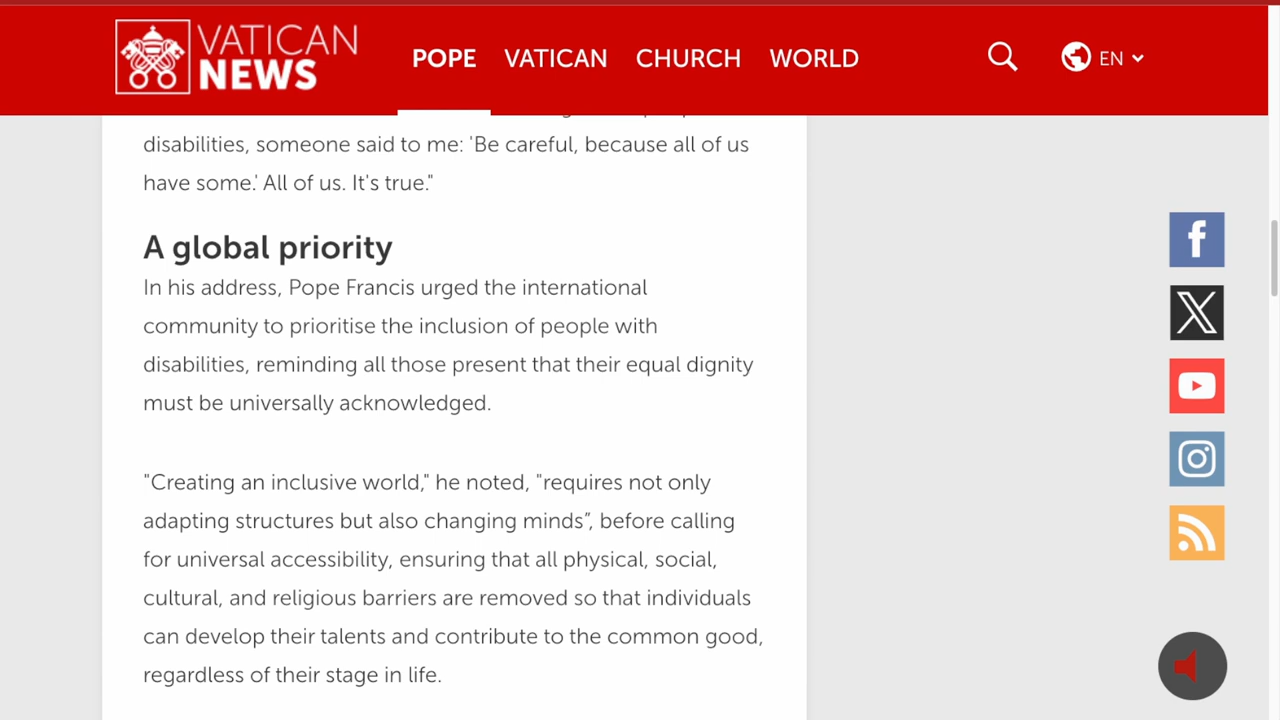 VATICAN
NEWS
POPE
VATICAN
CHURCH
WORLD
EN
disabilities, someone said to me: 'Be careful, because all of us
have some.' All of us. It's true."
A global priority
In his address, Pope Francis urged the international
community to prioritise the inclusion of people with
disabilities, reminding all those present that their equal dignity
must be universally acknowledged.
"Creating an inclusive world," he noted, "requires not only
adapting structures but also changing minds”, before calling
for universal accessibility, ensuring that all physical, social,
cultural, and religious barriers are removed so that individuals
can develop their talents and contribute to the common good,
regardless of their stage in life.